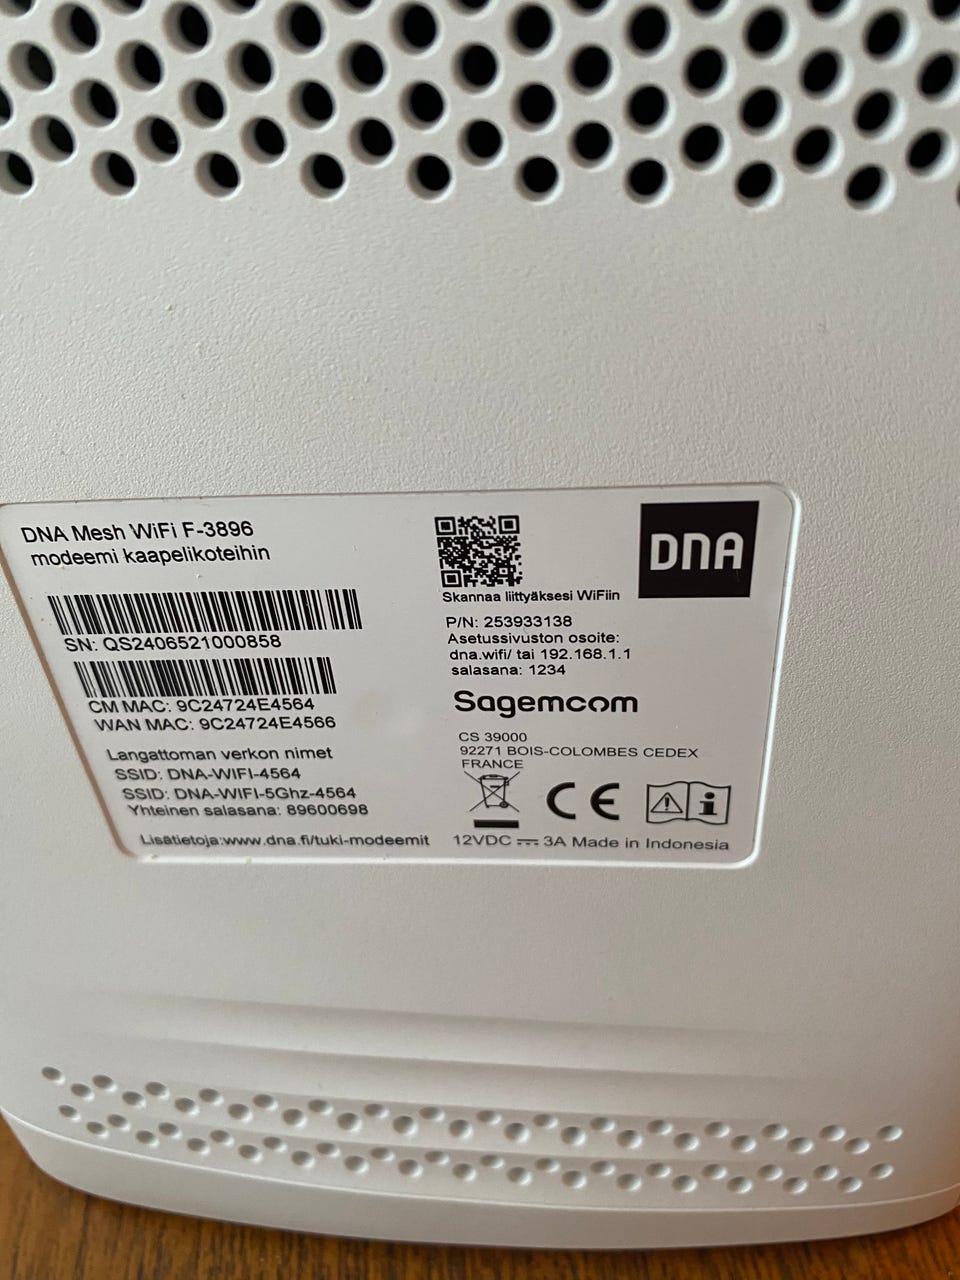 DNA Mesh WiFi F-3896
modeemi kaapelikoteihin
SN: QS2406521000858
CM MAC: 9C24724E4564
WAN MAC: 9C24724E4566
Langattoman verkon nimet
SSID: DNA-WIFI-4564
SSID: DNA-WIFI-5Ghz-4564
Yhteinen salasana: 89600698
Lisätietoja:www.dna.fi/tuki-modeemit
DNA
Skannaa liittyäksesi WiFiin
P/N: 253933138
Asetussivuston osoite:
dna.wifi/ tai 192.168.1.1
salasana: 1234
Sagemcom
CS 39000
92271 BOIS-COLOMBES CEDEX
FRANCE
CE
12VDC ⎓ 3A Made in Indonesia